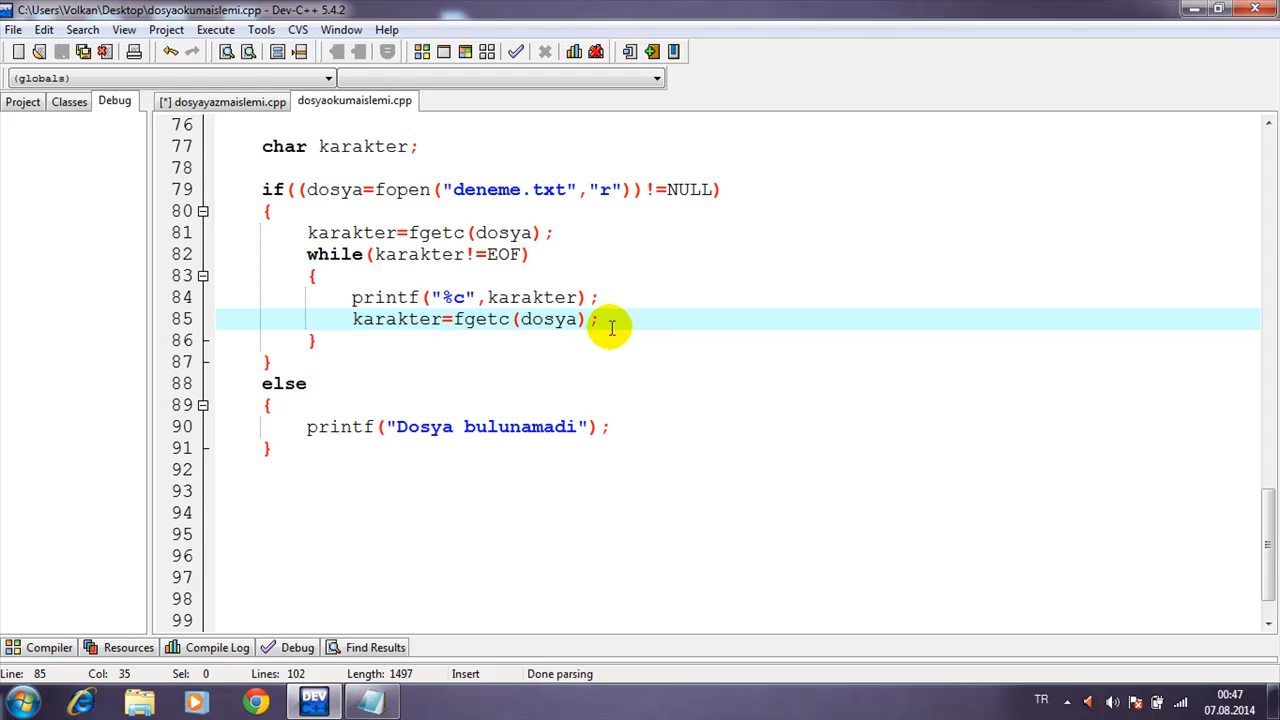 C:\Users\Volkan\Desktop\dosyaokumaislemi.cpp - Dev-C++ 5.4.2
File Edit Search View Project Execute Tools CVS Window Help
(globals)
Project Classes Debug [*] dosyayazmaislemi.cpp dosyaokumaislemi.cpp
76
77 char karakter;
78
79 if((dosya=fopen("deneme.txt","r"))!=NULL)
80 {
81 karakter=fgetc(dosya);
82 while(karakter!=EOF)
83 {
84 printf("%c",karakter);
85 karakter=fgetc(dosya);
86 }
87 }
88 else
89 {
90 printf("Dosya bulunamadi");
91 }
92
93
94
95
96
97
98
99
Compiler Resources Compile Log Debug Find Results
Line: 85 Col: 35 Sel: 0 Lines: 102 Length: 1497 Insert Done parsing
DEV C++ TR 00:47
07.08.2014